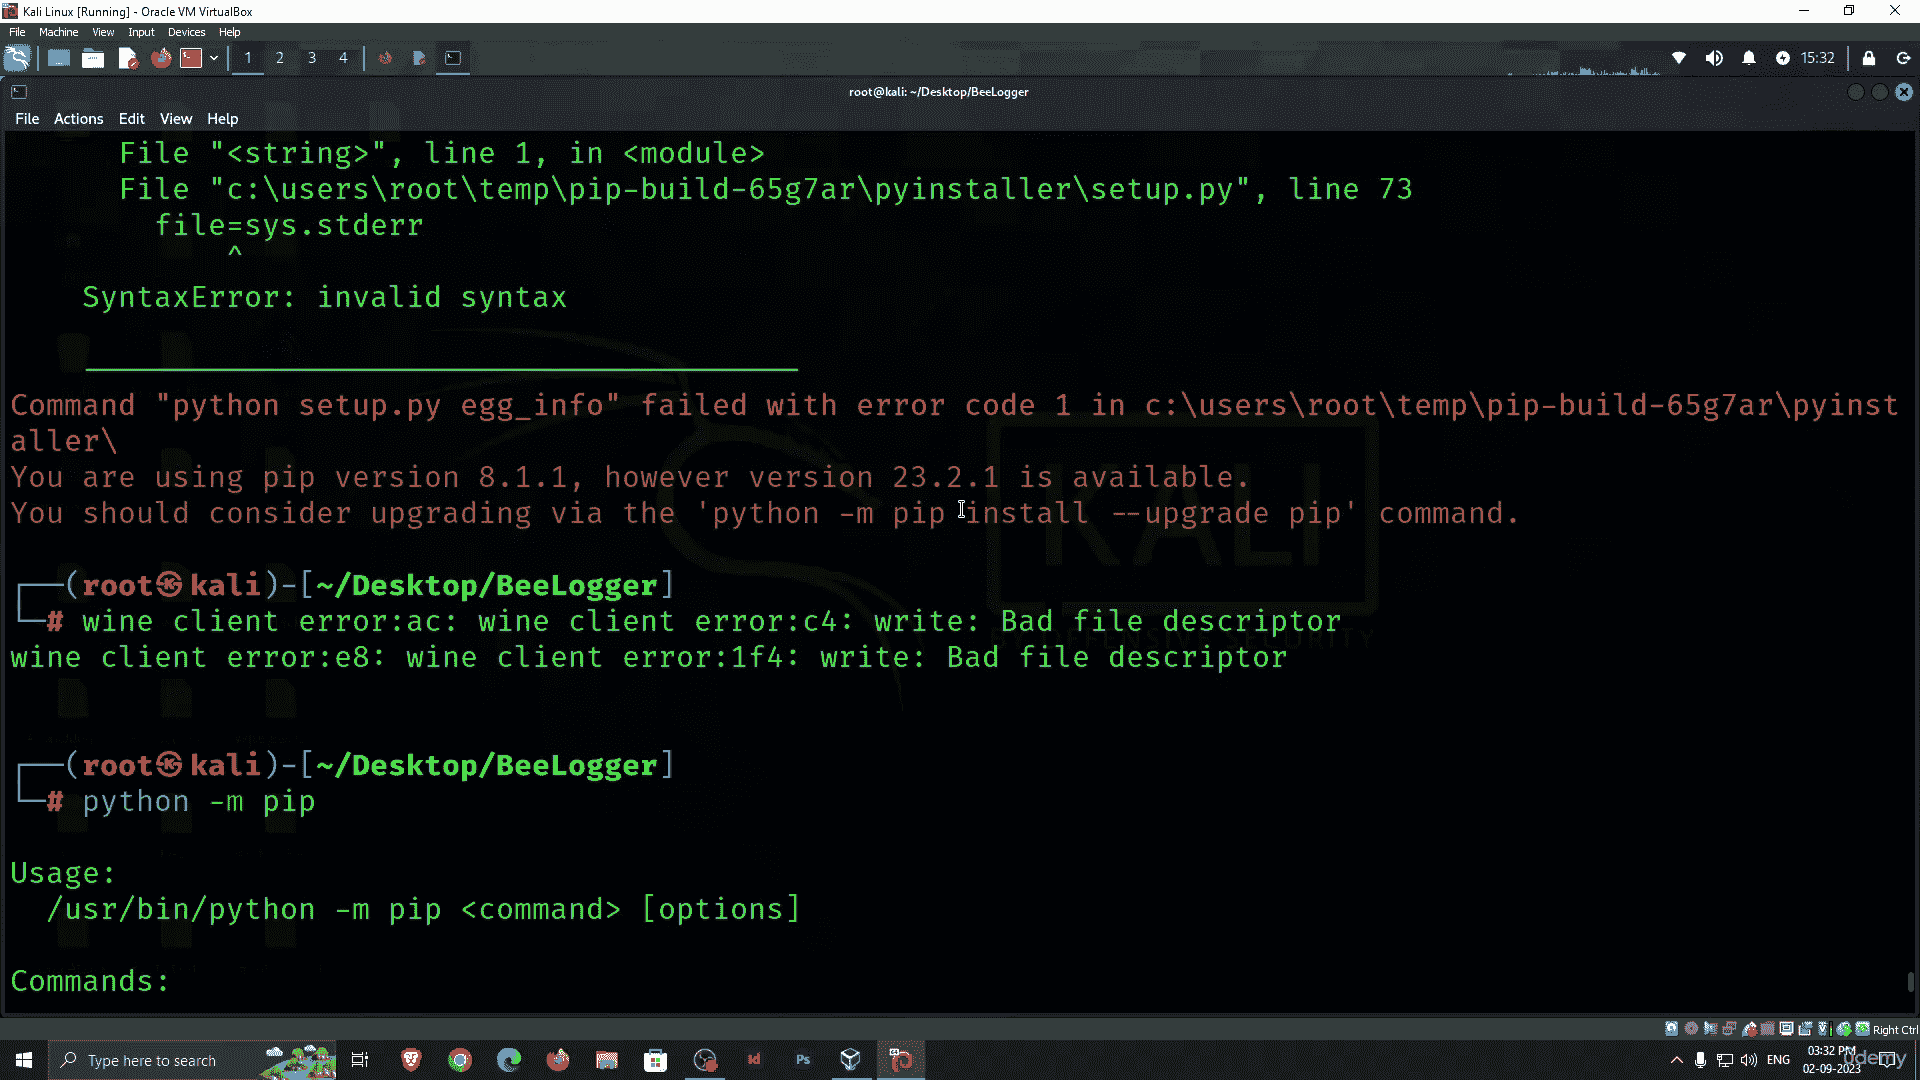 Kali Linux [Running] - Oracle VM VirtualBox
File Machine View Input Devices Help
1 2 3 4
15:32
root@kali: ~/Desktop/BeeLogger
File Actions Edit View Help
File "<string>", line 1, in <module>
File "c:\users\root\temp\pip-build-65g7ar\pyinstaller\setup.py", line 73
file=sys.stderr
^
SyntaxError: invalid syntax
Command "python setup.py egg_info" failed with error code 1 in c:\users\root\temp\pip-build-65g7ar\pyinst
aller\
You are using pip version 8.1.1, however version 23.2.1 is available.
You should consider upgrading via the 'python -m pip install --upgrade pip' command.
KALI
┌──(root㉿kali)-[~/Desktop/BeeLogger]
└─# wine client error:ac: wine client error:c4: write: Bad file descriptor
wine client error:e8: wine client error:1f4: write: Bad file descriptor
┌──(root㉿kali)-[~/Desktop/BeeLogger]
└─# python -m pip
Usage:
/usr/bin/python -m pip <command> [options]
Commands:
Right Ctrl
Type here to search
Id
Ps
ENG
03:32 PM
02-09-2023
udemy